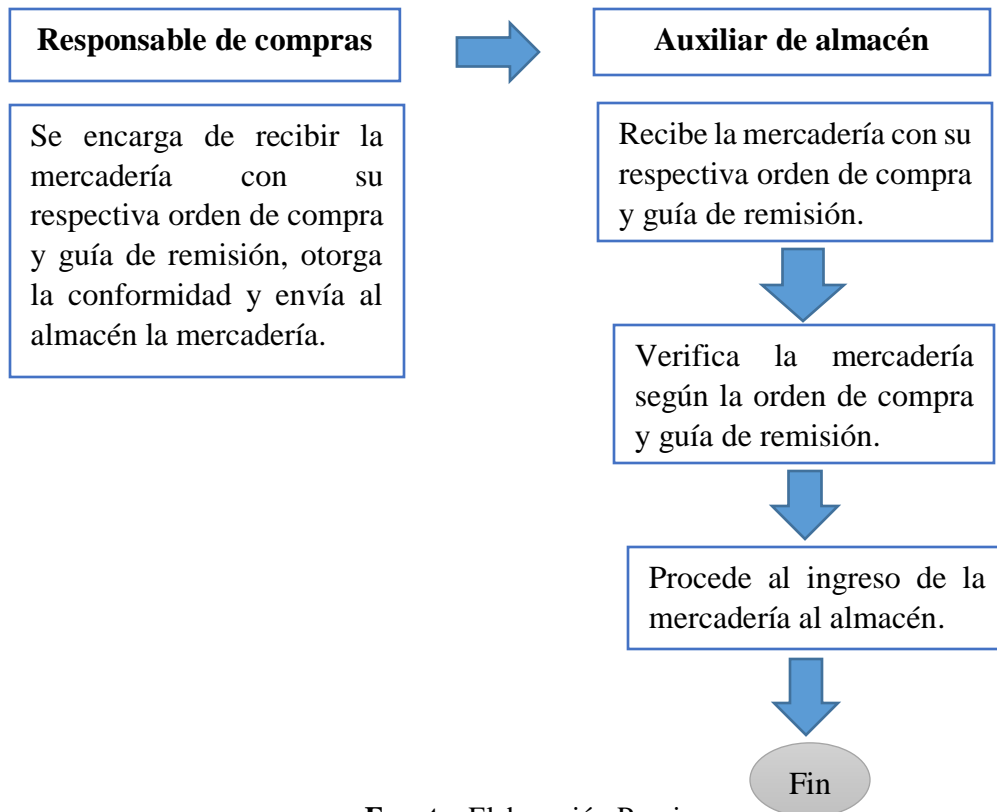 Responsable de compras
Se encarga de recibir la
mercadería con su
respectiva orden de compra
y guía de remisión, otorga
la conformidad y envía al
almacén la mercadería.
Auxiliar de almacén
Recibe la mercadería con su
respectiva orden de compra
y guía de remisión.
Verifica la mercadería
según la orden de compra
y guía de remisión.
Procede al ingreso de la
mercadería al almacén.
Fin
Elaboración